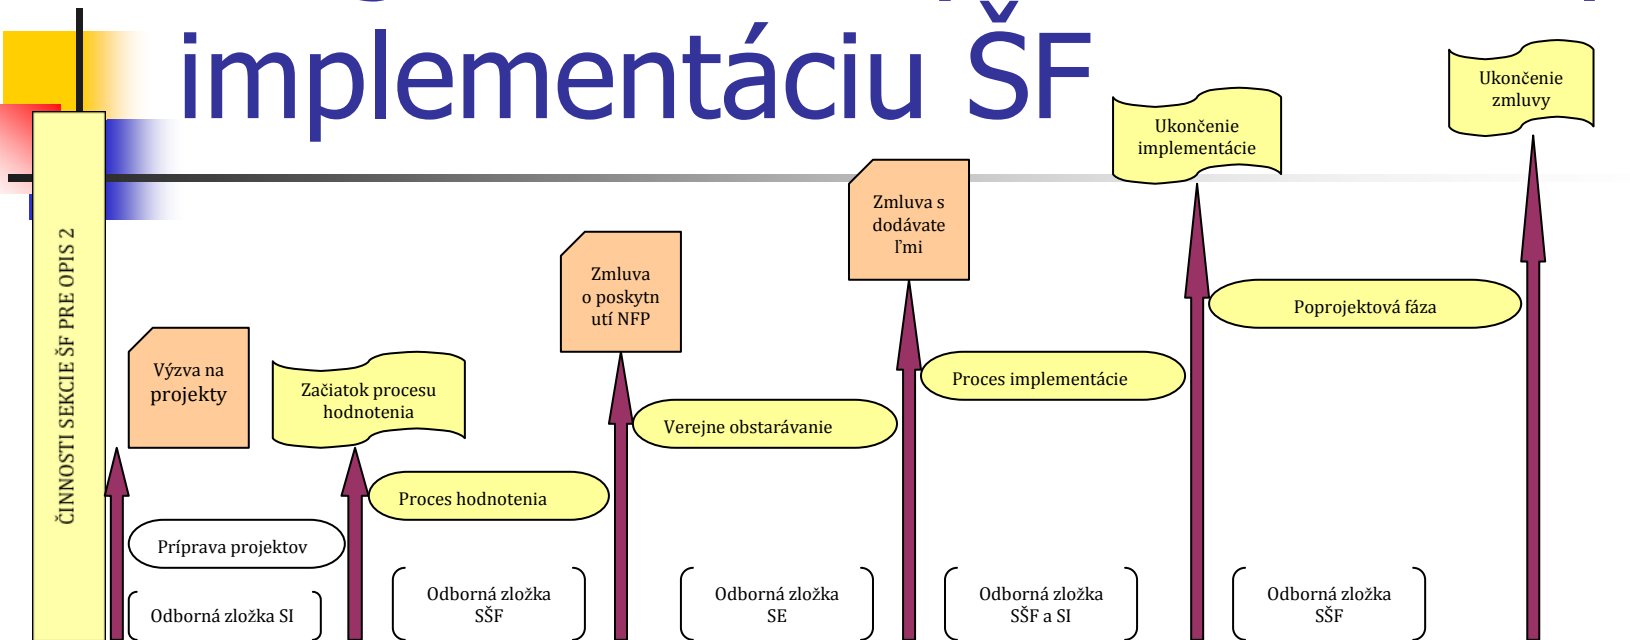 implementáciu ŠF
Ukončenie
zmluvy
Ukončenie
implementácie
Zmluva s
dodávate
ľmi
Zmluva
o poskytn
utí NFP
Výzva na
projekty
Začiatok procesu
hodnotenia
Poprojektová fáza
Proces implementácie
Verejne obstarávanie
Proces hodnotenia
Príprava projektov
ČINNOSTI SEKCIE ŠF PRE OPIS 2
Odborná zložka SI
Odborná zložka
SŠF
Odborná zložka
SE
Odborná zložka
SŠF a SI
Odborná zložka
SŠF